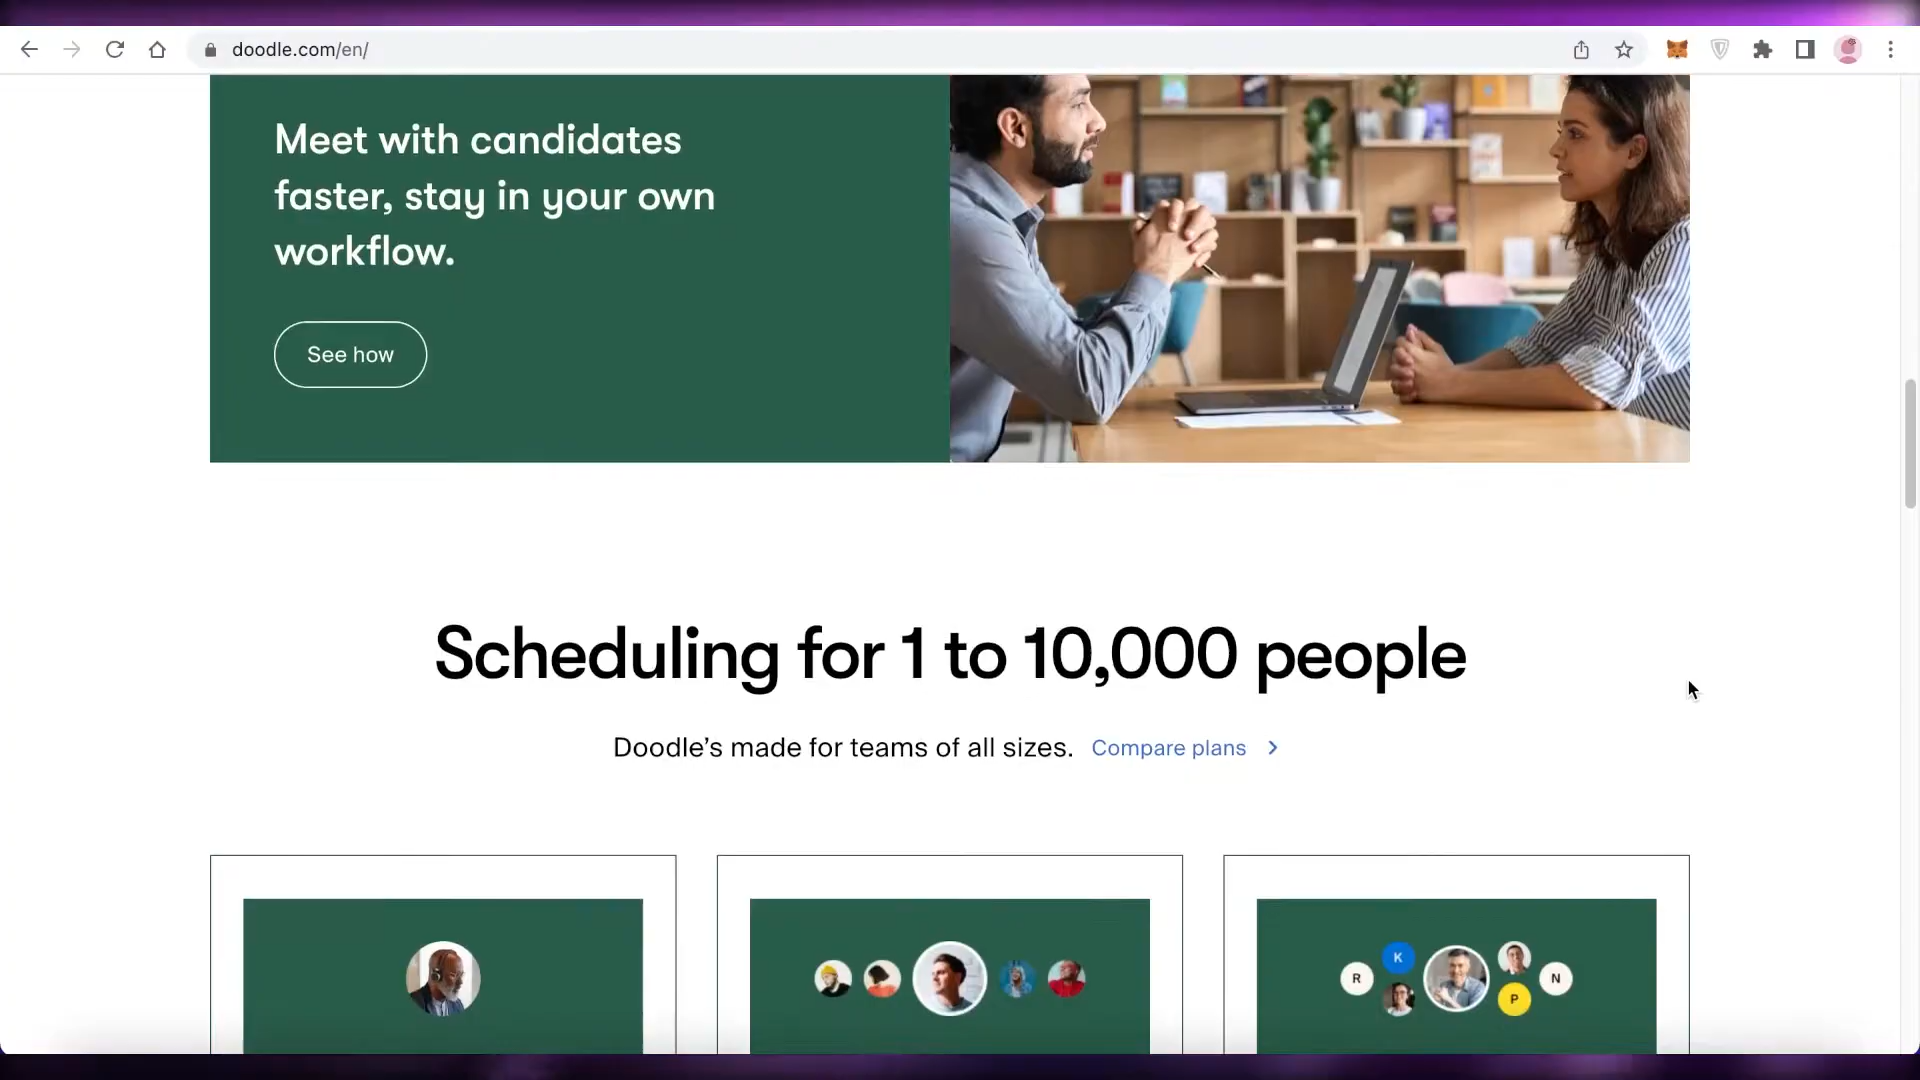 doodle.com/en/
Meet with candidates
faster, stay in your own
workflow.
See how
Scheduling for 1 to 10,000 people
Doodle’s made for teams of all sizes. Compare plans
K
R
N
P